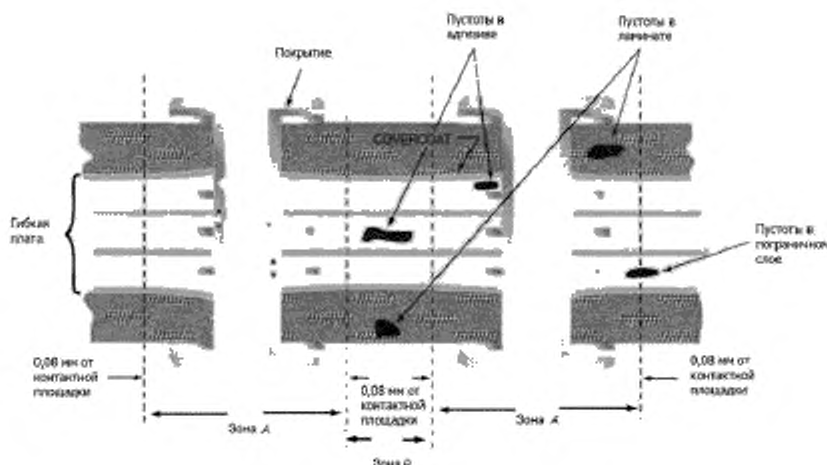 Пустоты в
адгезиве
Пустоты в
ламинате
Покрытие
COVERCOAT
Гибкая
плата
Пустоты в
пограничном
слое
0,08 мм от
контактной
площадки
0,08 мм от
контактной
площадки
0,08 мм от
контактной
площадки
Зона A
Зона A
Зона B